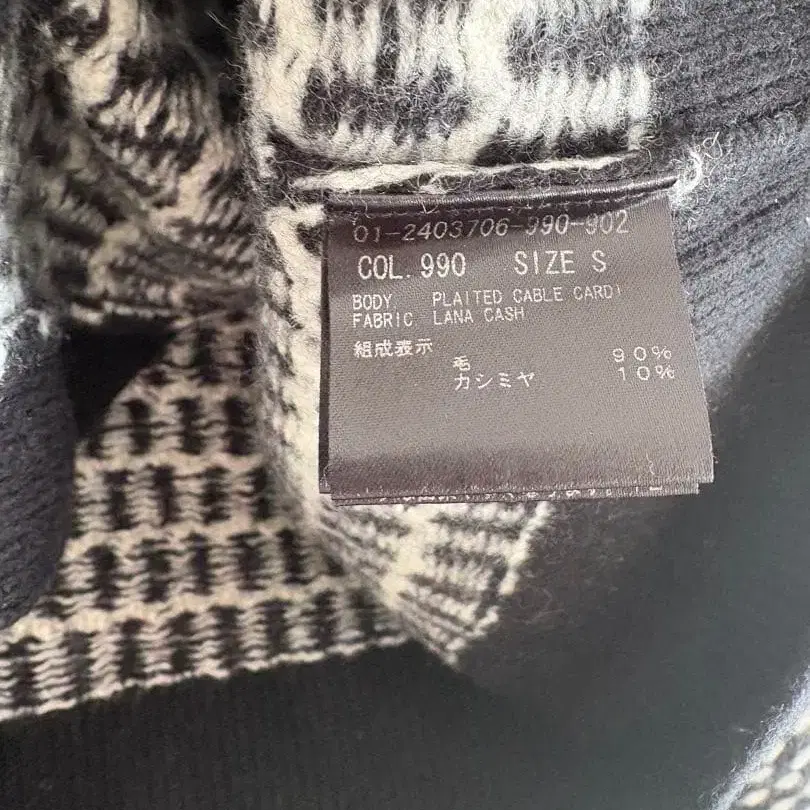 01-2403706-990-902
COL. 990 SIZE S
BODY. PLAITED CABLE CARDI
FABRIC LANA CASH
組成表示
毛 90%
カシミヤ 10%